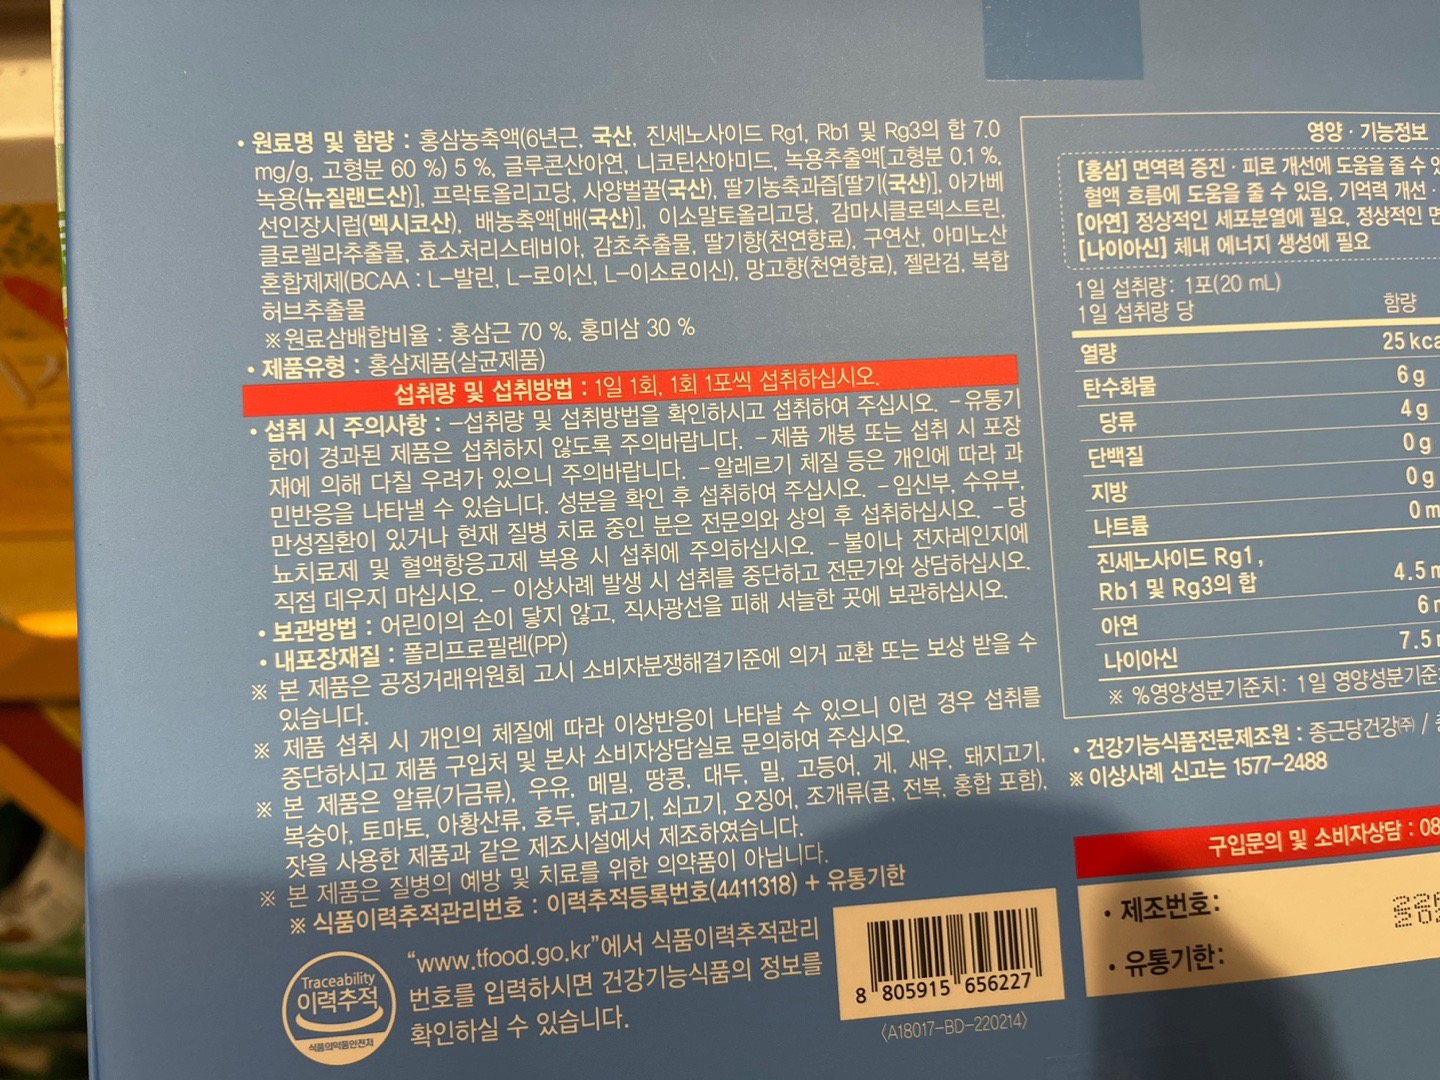 • 원료명 및 함량 : 홍삼농축액(6년근, 국산, 진세노사이드 Rg1, Rb1 및 Rg3의 합 7.0
mg/g, 고형분 60 %) 5 %, 글루콘산아연, 니코틴산아미드, 녹용추출액[고형분 0.1 %,
녹용(뉴질랜드산)], 프락토올리고당, 사양벌꿀(국산), 딸기농축과즙[딸기(국산)], 아가베
선인장시럽(멕시코산), 배농축액[배(국산)], 이소말토올리고당, 감마시클로덱스트린,
클로렐라추출물, 효소처리스테비아, 감초추출물, 딸기향(천연향료), 구연산, 아미노산
혼합제제(BCAA : L-발린, L-로이신, L-이소로이신), 망고향(천연향료), 젤란검, 복합
허브추출물
※원료삼배합비율 : 홍삼근 70 %, 홍미삼 30 %
• 제품유형 : 홍삼제품(살균제품)
섭취량 및 섭취방법 : 1일 1회, 1회 1포씩 섭취하십시오.
• 섭취 시 주의사항 : -섭취량 및 섭취방법을 확인하시고 섭취하여 주십시오. -유통기
한이 경과된 제품은 섭취하지 않도록 주의바랍니다. -제품 개봉 또는 섭취 시 포장
재에 의해 다칠 우려가 있으니 주의바랍니다. -알레르기 체질 등은 개인에 따라 과
민반응을 나타낼 수 있습니다. 성분을 확인 후 섭취하여 주십시오. -임신부, 수유부,
만성질환이 있거나 현재 질병 치료 중인 분은 전문의와 상의 후 섭취하십시오. -당
뇨치료제 및 혈액항응고제 복용 시 섭취에 주의하십시오. -불이나 전자레인지에
직접 데우지 마십시오. - 이상사례 발생 시 섭취를 중단하고 전문가와 상담하십시오.
• 보관방법 : 어린이의 손이 닿지 않고, 직사광선을 피해 서늘한 곳에 보관하십시오.
• 내포장재질 : 폴리프로필렌(PP)
※ 본 제품은 공정거래위원회 고시 소비자분쟁해결기준에 의거 교환 또는 보상 받을 수
있습니다.
※ 제품 섭취 시 개인의 체질에 따라 이상반응이 나타날 수 있으니 이런 경우 섭취를
중단하시고 제품 구입처 및 본사 소비자상담실로 문의하여 주십시오.
※ 본 제품은 알류(가금류), 우유, 메밀, 땅콩, 대두, 밀, 고등어, 게, 새우, 돼지고기,
복숭아, 토마토, 아황산류, 호두, 닭고기, 쇠고기, 오징어, 조개류(굴, 전복, 홍합 포함),
잣을 사용한 제품과 같은 제조시설에서 제조하였습니다.
※ 본 제품은 질병의 예방 및 치료를 위한 의약품이 아닙니다.
※ 식품이력추적관리번호 : 이력추적등록번호(4411318) + 유통기한
Traceability
이력추적
식품의약품안전처
“www.tfood.go.kr”에서 식품이력추적관리
번호를 입력하시면 건강기능식품의 정보를
확인하실 수 있습니다.
8 805915 656227
〈A18017-BD-220214〉
영양 · 기능정보
[홍삼] 면역력 증진 · 피로 개선에 도움을 줄 수
혈액 흐름에 도움을 줄 수 있음, 기억력 개선 ·
[아연] 정상적인 세포분열에 필요, 정상적인
[나이아신] 체내 에너지 생성에 필요
1일 섭취량: 1포(20 mL)
1일 섭취량 당 함량
열량 25
탄수화물 6 g
당류 4 g
단백질 0 g
지방 0 g
나트륨 0
진세노사이드 Rg1,
Rb1 및 Rg3의 합 4.5
아연 6
나이아신 7.5
※ %영양성분기준치: 1일 영양성분기준
• 건강기능식품전문제조원 : 종근당건강㈜ /
※ 이상사례 신고는 1577-2488
구입문의 및 소비자상담 : 08
• 제조번호:
• 유통기한: